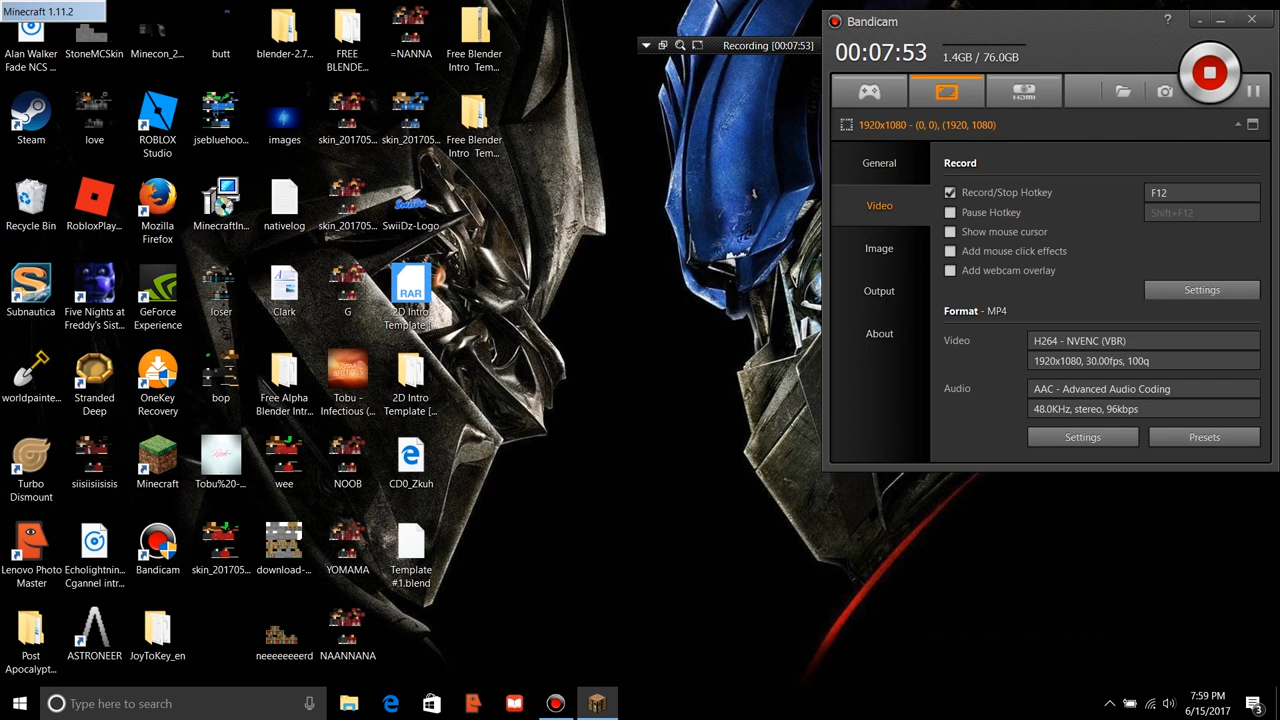 Minecraft 1.11.2
Alan Walker
Fade NCS ...
StoneMCSkin
Minecon_2...
butt
blender-2.7...
FREE
BLENDE...
=NANNA
Free Blender
Intro Tem...
Steam
love
ROBLOX
Studio
jsebluehoo...
images
skin_201705...
skin_201705...
Free Blender
Intro Tem...
Recycle Bin
RobloxPlay...
Mozilla
Firefox
MinecraftIn...
nativelog
skin_201705...
SwiiDz
SwiiDz-Logo
Subnautica
Five Nights at
Freddy's Sist...
GeForce
Experience
loser
Clark
G
RAR
2D Intro
Template [...
worldpainte...
Stranded
Deep
OneKey
Recovery
bop
Free Alpha
Blender Intr...
Tobu -
Infectious (...
2D Intro
Template [...
Turbo
Dismount
siisiisiisisis
Minecraft
Tobu%20-...
wee
NOOB
CD0_Zkuh
Lenovo Photo
Master
Echolightnin...
Cgannel intr...
Bandicam
skin_201705...
download-...
YOMAMA
Template
#1.blend
Post
Apocalypt...
ASTRONEER
JoyToKey_en
neeeeeeerd
NAANNANA
Recording [00:07:53]
Bandicam
?
00:07:53
1.4GB / 76.0GB
HDMI
1920x1080 - (0, 0), (1920, 1080)
General
Video
Image
Output
About
Record
Record/Stop Hotkey
F12
Pause Hotkey
Shift+F12
Show mouse cursor
Add mouse click effects
Add webcam overlay
Settings
Format - MP4
Video
H264 - NVENC (VBR)
1920x1080, 30.00fps, 100q
Audio
AAC - Advanced Audio Coding
48.0KHz, stereo, 96kbps
Settings
Presets
Type here to search
7:59 PM
6/15/2017
3